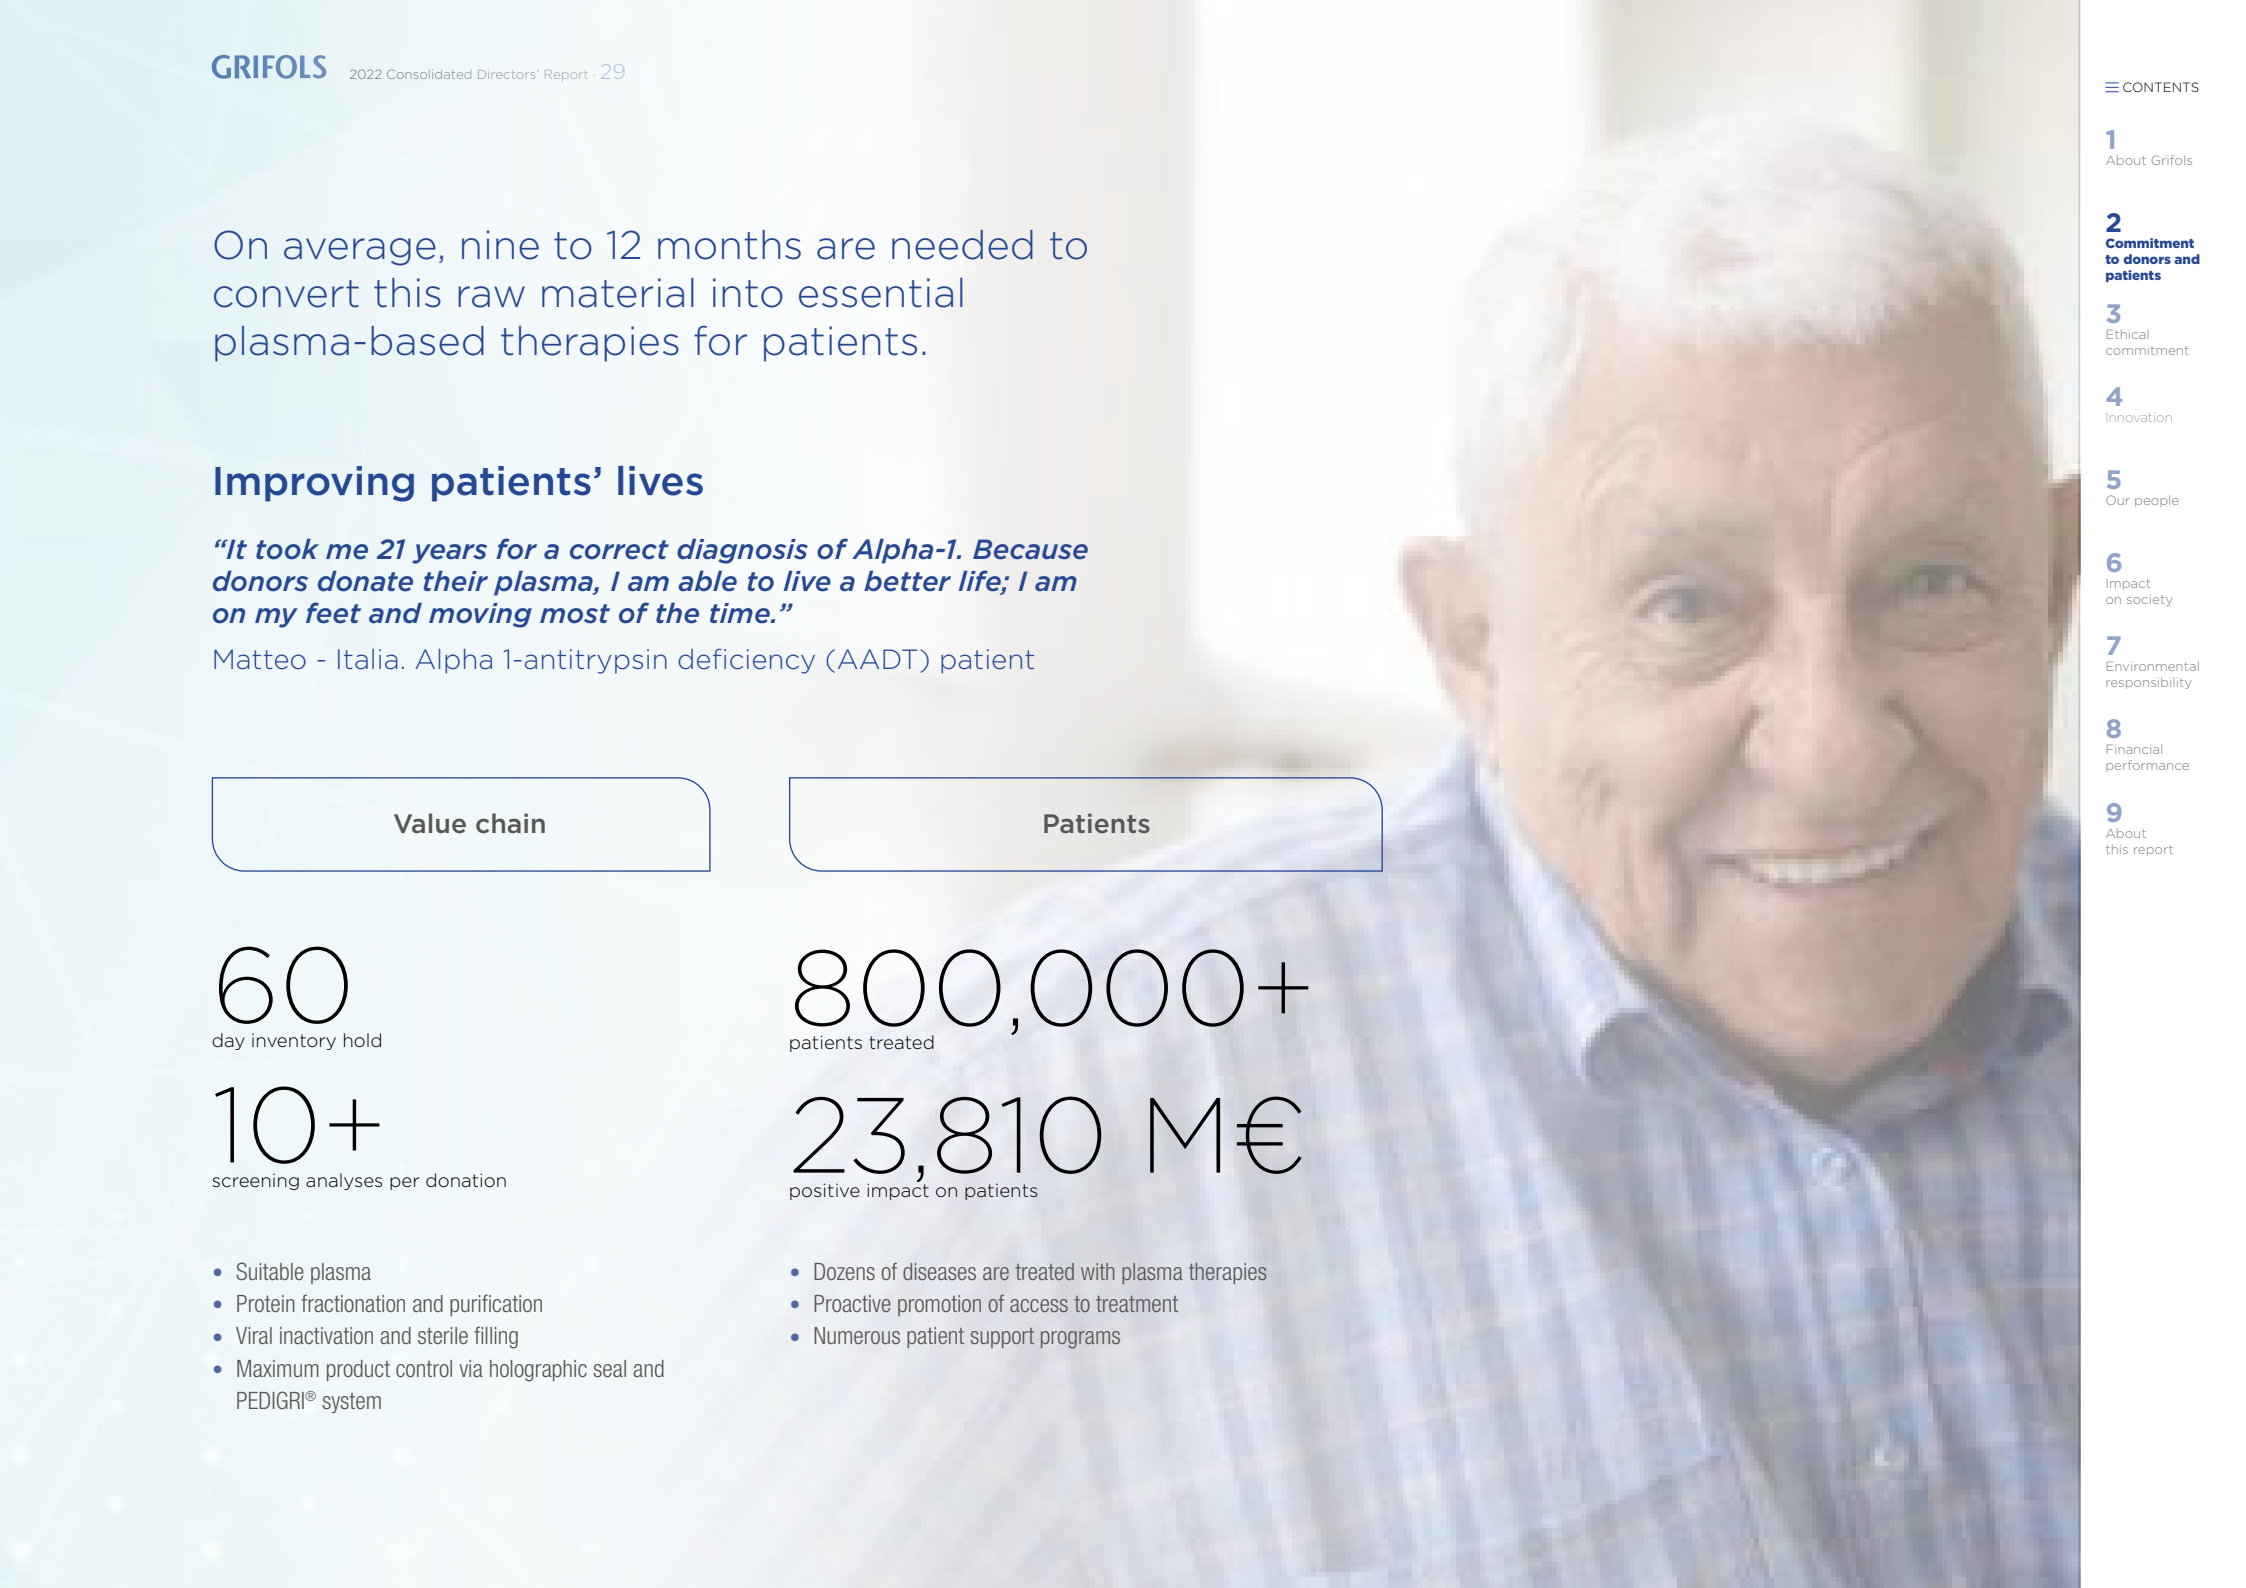 GRIFOLS 2022 Consolidated Directors’ Report · 29
On average, nine to 12 months are needed to
convert this raw material into essential
plasma-based therapies for patients.
Improving patients’ lives
“It took me 21 years for a correct diagnosis of Alpha-1. Because
donors donate their plasma, I am able to live a better life; I am
on my feet and moving most of the time.”
Matteo - Italia. Alpha 1-antitrypsin deficiency (AADT) patient
Value chain
60
day inventory hold
10+
screening analyses per donation
• Suitable plasma
• Protein fractionation and purification
• Viral inactivation and sterile filling
• Maximum product control via holographic seal and
PEDIGRI® system
Patients
800,000+
patients treated
23,810 M€
positive impact on patients
• Dozens of diseases are treated with plasma therapies
• Proactive promotion of access to treatment
• Numerous patient support programs
CONTENTS
1
About Grifols
2
Commitment
to donors and
patients
3
Ethical
commitment
4
Innovation
5
Our people
6
Impact
on society
7
Environmental
responsibility
8
Financial
performance
9
About
this report